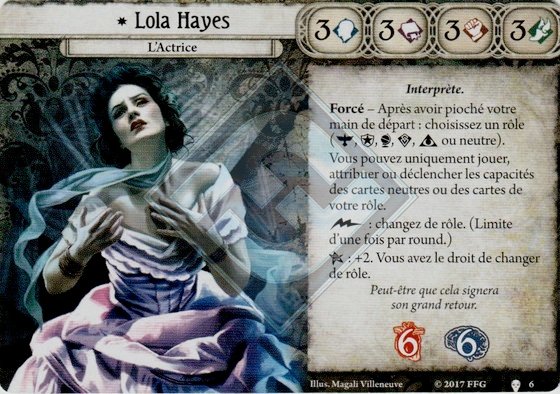 Lola Hayes
L'Actrice
3 3 3 3
Interprète.
Forcé – Après avoir pioché votre
main de départ : choisissez un rôle
( , , , , ou neutre).
Vous pouvez uniquement jouer,
attribuer ou déclencher les capacités
des cartes neutres ou des cartes de
votre rôle.
: changez de rôle. (Limite
d'une fois par round.)
: +2. Vous avez le droit de changer
de rôle.
Peut-être que cela signera
son grand retour.
6 6
Illus. Magali Villeneuve © 2017 FFG 6